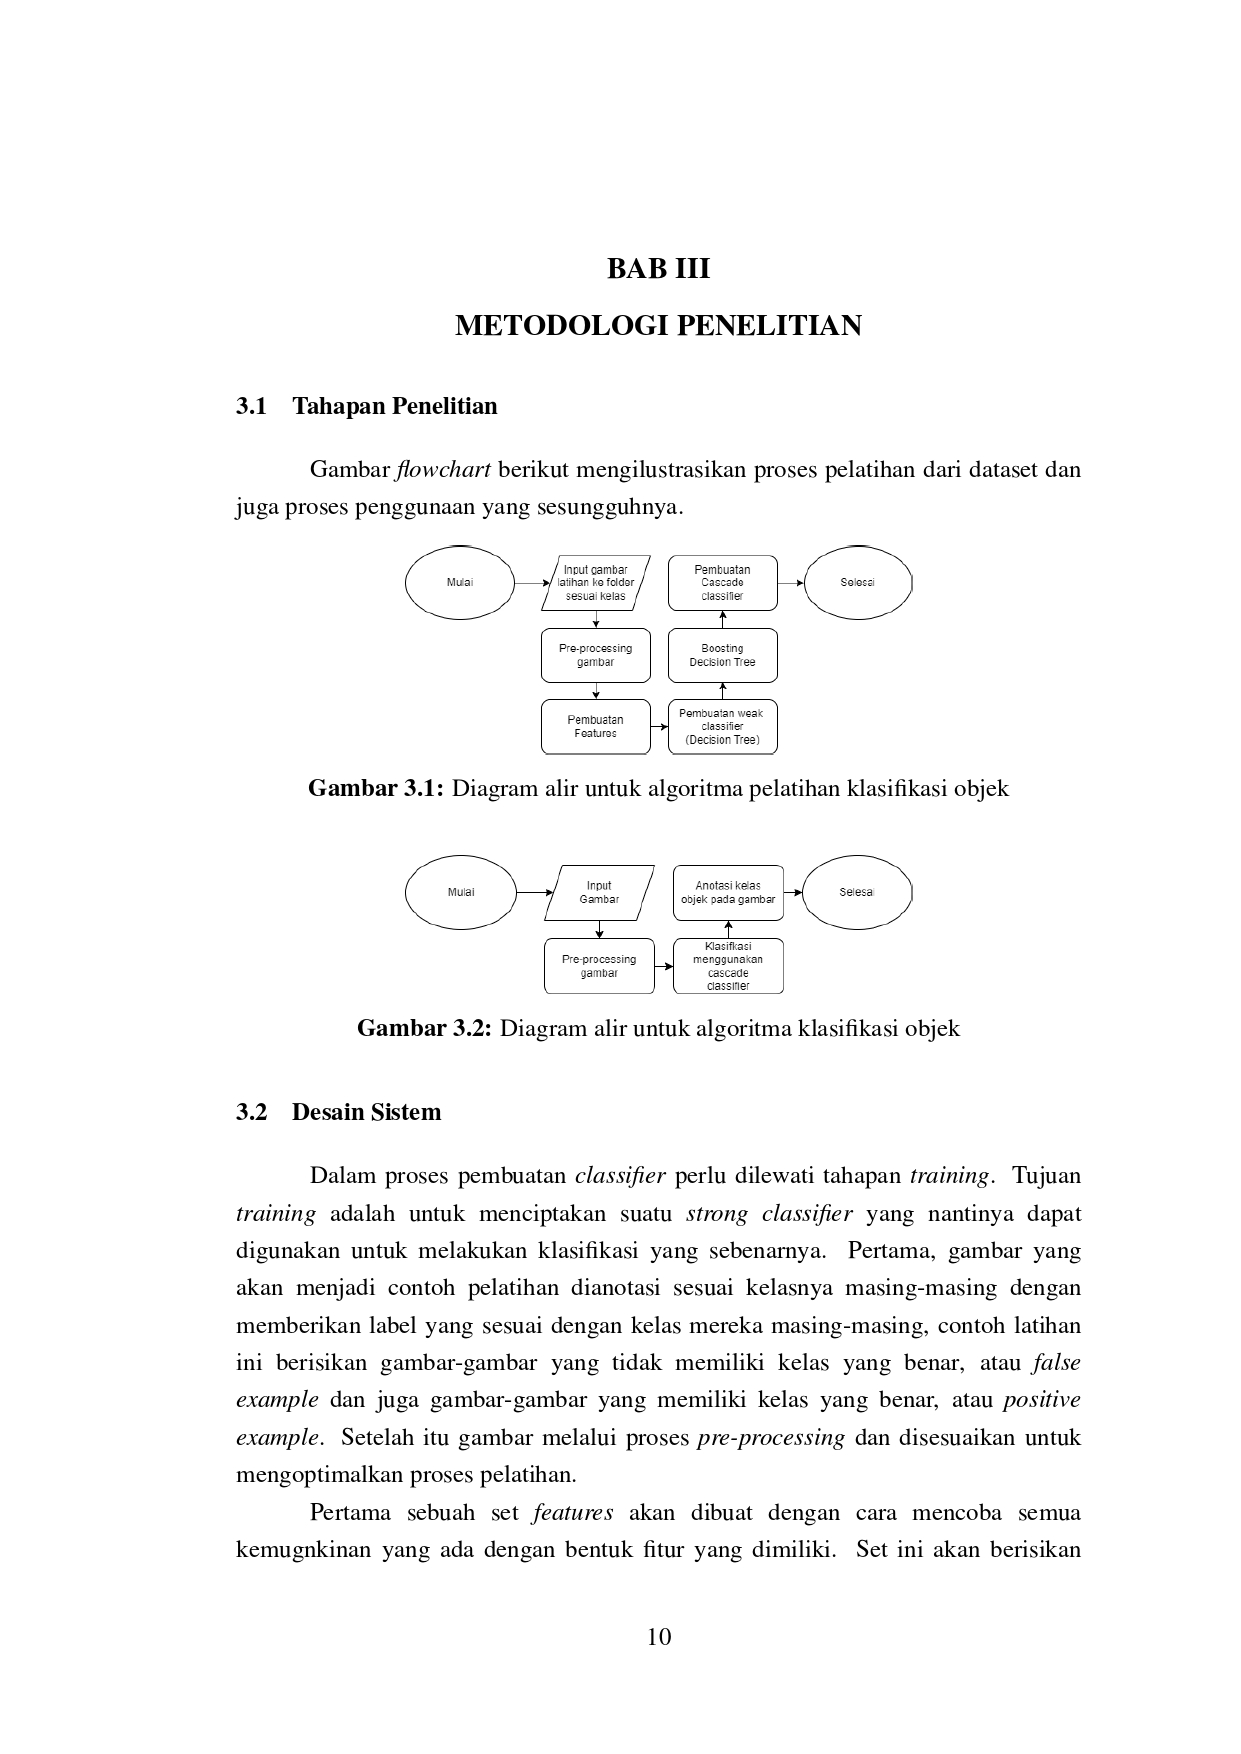 BAB III
METODOLOGI PENELITIAN
3.1 Tahapan Penelitian
Gambar flowchart berikut mengilustrasikan proses pelatihan dari dataset dan
juga proses penggunaan yang sesungguhnya.
Mulai
Input gambar
latihan ke folder
sesuai kelas
Pre-processing
gambar
Pembuatan
Features
Pembuatan weak
classifier
(Decision Tree)
Boosting
Decision Tree
Pembuatan
Cascade
classifier
Selesai
Gambar 3.1: Diagram alir untuk algoritma pelatihan klasifikasi objek
Mulai
Input
Gambar
Pre-processing
gambar
Klasifkasi
menggunakan
cascade
classifier
Anotasi kelas
objek pada gambar
Selesai
Gambar 3.2: Diagram alir untuk algoritma klasifikasi objek
3.2 Desain Sistem
Dalam proses pembuatan classifier perlu dilewati tahapan training. Tujuan
training adalah untuk menciptakan suatu strong classifier yang nantinya dapat
digunakan untuk melakukan klasifikasi yang sebenarnya. Pertama, gambar yang
akan menjadi contoh pelatihan dianotasi sesuai kelasnya masing-masing dengan
memberikan label yang sesuai dengan kelas mereka masing-masing, contoh latihan
ini berisikan gambar-gambar yang tidak memiliki kelas yang benar, atau false
example dan juga gambar-gambar yang memiliki kelas yang benar, atau positive
example. Setelah itu gambar melalui proses pre-processing dan disesuaikan untuk
mengoptimalkan proses pelatihan.
Pertama sebuah set features akan dibuat dengan cara mencoba semua
kemugnkinan yang ada dengan bentuk fitur yang dimiliki. Set ini akan berisikan
10